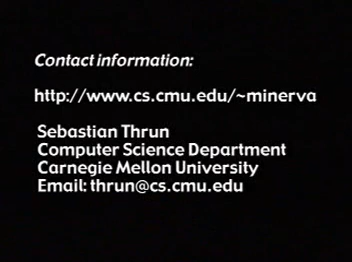 Contact information:
http://www.cs.cmu.edu/~minerva
Sebastian Thrun
Computer Science Department
Carnegie Mellon University
Email: thrun@cs.cmu.edu